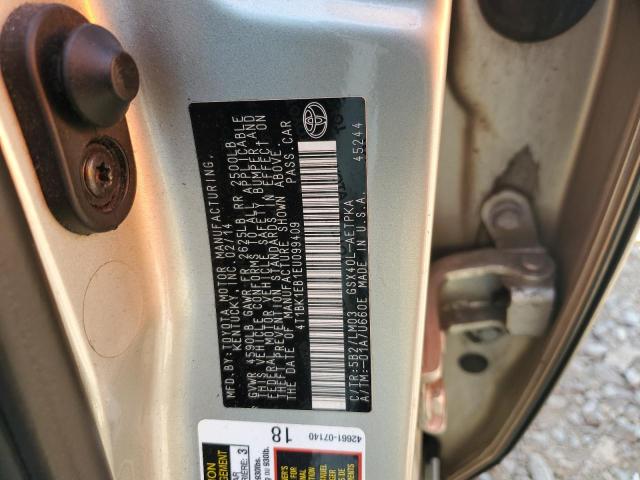 MFD.BY:TOYOTA MOTOR MANUFACTURING,
KENTUCKY, INC. 02/14
GVWR 4590LB GAWR FR 2625LB RR 2500LB
THIS VEHICLE CONFORMS TO ALL APPLICABLE
FEDERAL MOTOR VEHICLE SAFETY, BUMPER AND
THEFT PREVENTION STANDARDS IN EFFECT ON
THE DATE OF MANUFACTURE SHOWN ABOVE.
4T1BK1EB1EU099409 PASS.CAR
C/TR:5B2/LM03 GSX40L-AETPKA 45244
A/TM:-01A/U660E MADE IN U.S.A.
42661-07140
18